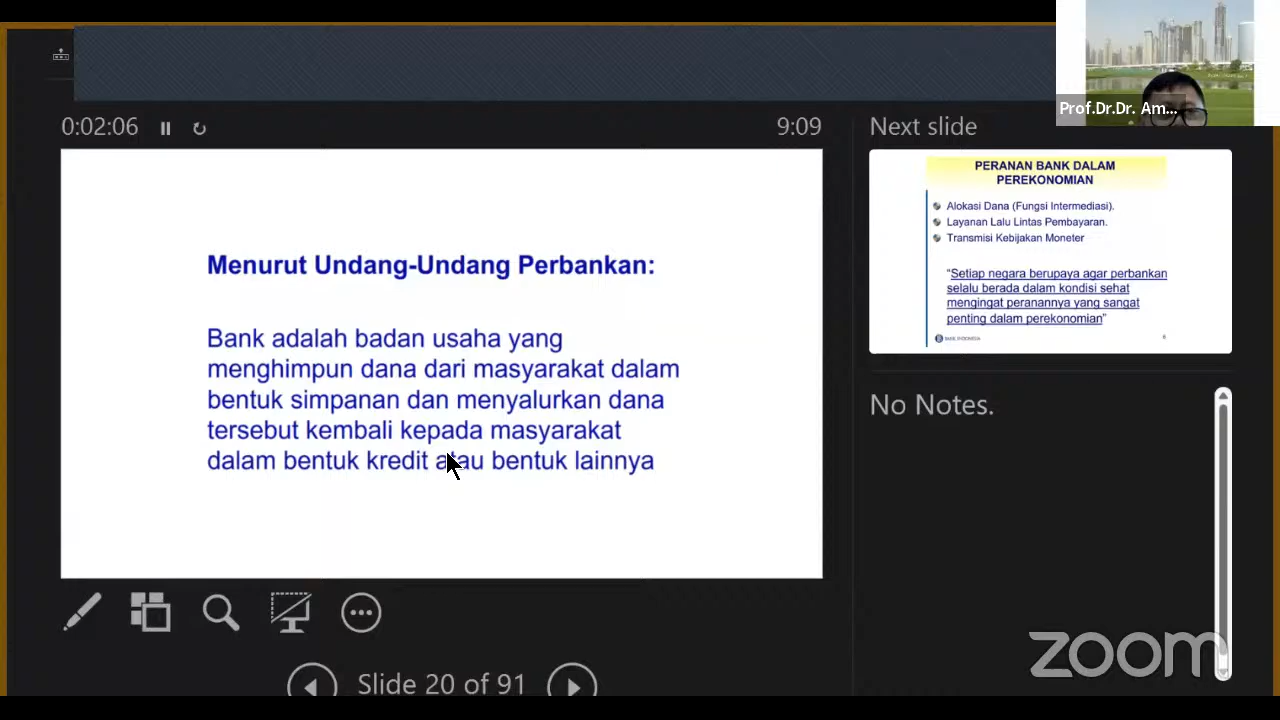 Prof.Dr.Dr. Am...
0:02:06
9:09
Next slide
Menurut Undang-Undang Perbankan:
Bank adalah badan usaha yang
menghimpun dana dari masyarakat dalam
bentuk simpanan dan menyalurkan dana
tersebut kembali kepada masyarakat
dalam bentuk kredit atau bentuk lainnya
PERANAN BANK DALAM
PEREKONOMIAN
Alokasi Dana (Fungsi Intermediasi).
Layanan Lalu Lintas Pembayaran.
Transmisi Kebijakan Moneter
"Setiap negara berupaya agar perbankan
selalu berada dalam kondisi sehat
mengingat peranannya yang sangat
penting dalam perekonomian"
BANK INDONESIA
No Notes.
zoom
Slide 20 of 91